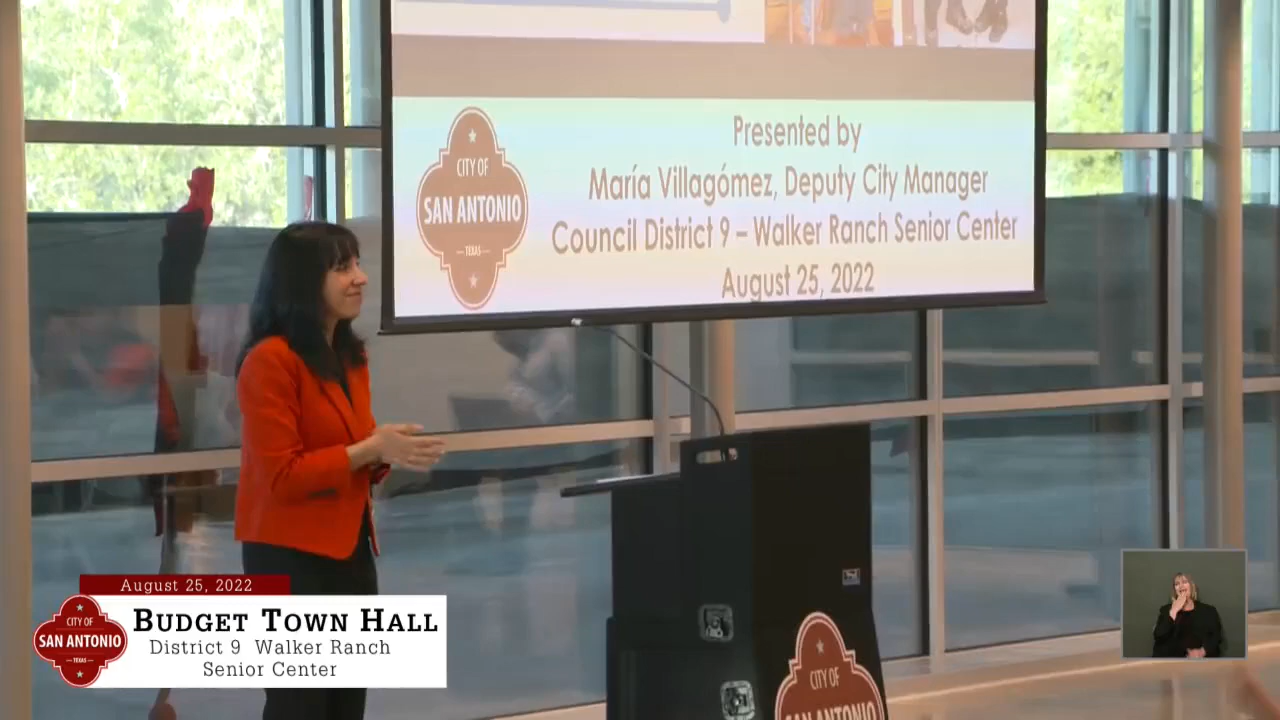 CITY OF
SAN ANTONIO
TEXAS
Presented by
María Villagómez, Deputy City Manager
Council District 9 – Walker Ranch Senior Center
August 25, 2022
August 25, 2022
CITY OF
SAN ANTONIO
TEXAS
BUDGET TOWN HALL
District 9 Walker Ranch
Senior Center
CITY OF
SAN ANTONIO